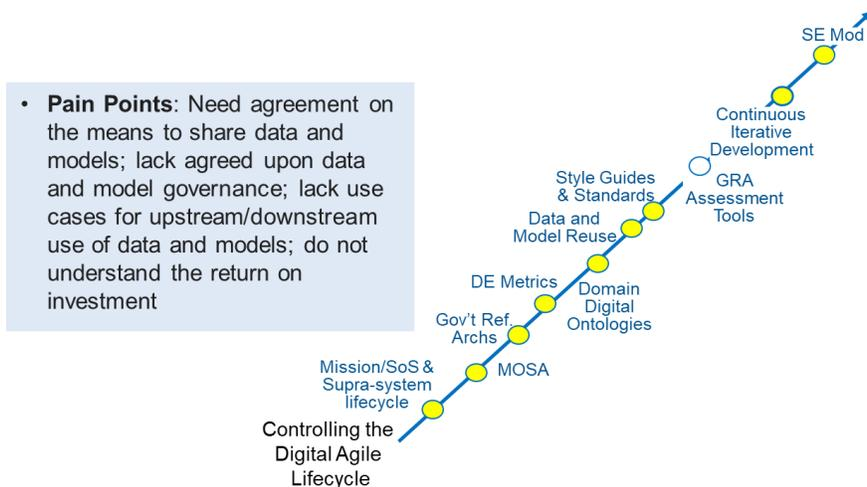 SE Mod
• Pain Points: Need agreement on
the means to share data and
models; lack agreed upon data
and model governance; lack use
cases for upstream/downstream
use of data and models; do not
understand the return on
investment
Continuous
Iterative
Development
Style Guides
& Standards
GRA
Assessment
Tools
Data and
Model Reuse
DE Metrics
Domain
Digital
Ontologies
Gov't Ref.
Archs
Mission/SoS &
Supra-system
lifecycle
MOSA
Controlling the
Digital Agile
Lifecycle